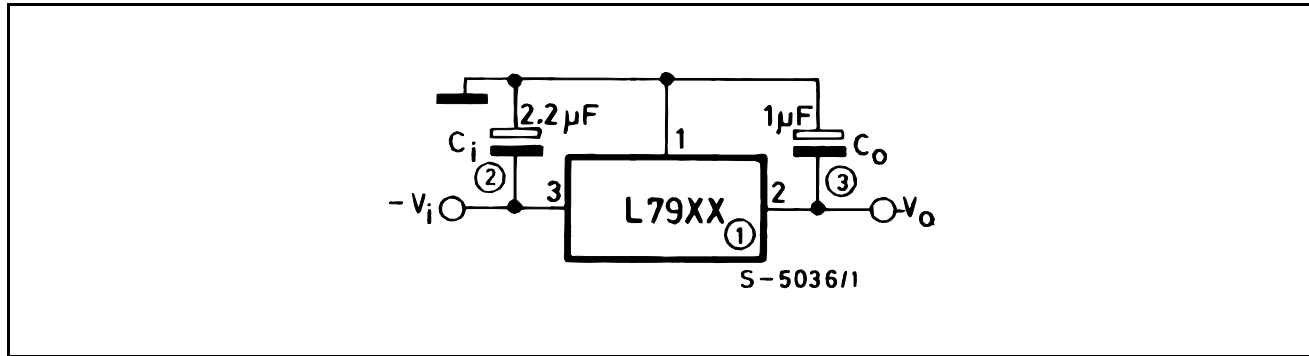 2.2µF
1µF
Ci
1
Co
②
3
2
③
-Vi
L79XX
-Vo
①
S-5036/1